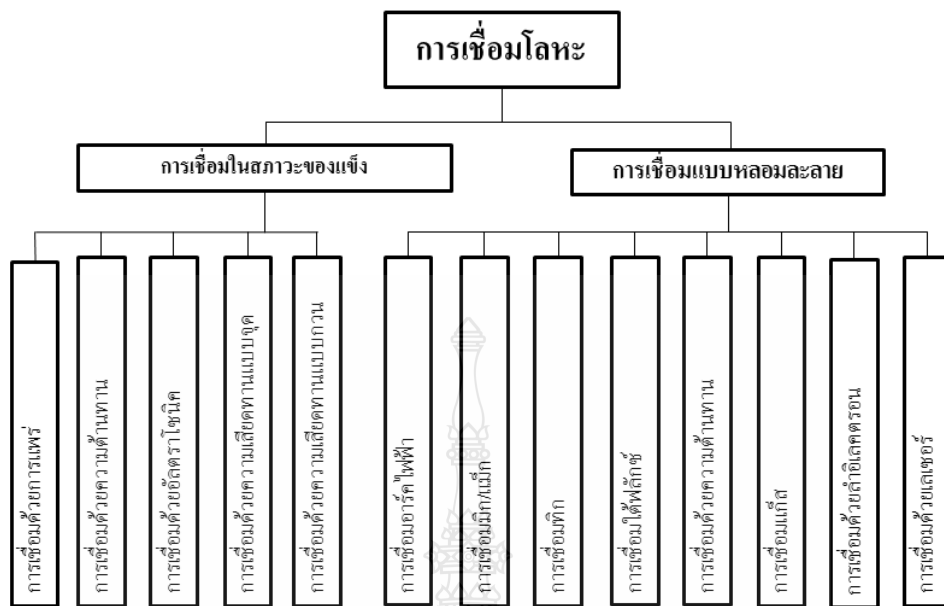 การเชื่อมโลหะ
การเชื่อมในสภาวะของแข็ง
การเชื่อมแบบหลอมละลาย
การเชื่อมด้วยการแพร่
การเชื่อมด้วยความต้านทาน
การเชื่อมด้วยอัลตราโซนิค
การเชื่อมด้วยความเสียดทานแบบจุด
การเชื่อมด้วยความเสียดทานแบบกวน
การเชื่อมอาร์คไฟฟ้า
การเชื่อมมิก/แม็ก
การเชื่อมทิก
การเชื่อมใต้ฟลักซ์
การเชื่อมด้วยความต้านทาน
การเชื่อมแก็ส
การเชื่อมด้วยลำอิเลคตรอน
การเชื่อมด้วยเลเซอร์